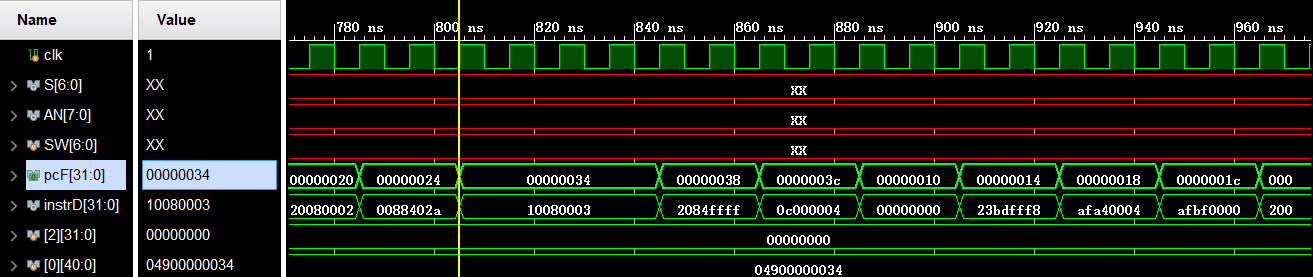 Name Value 780 ns 800 820 ns 840 ns 860 ns 880 ns 900 ns 920 ns 940 ns 960 ns
clk 1
S[6:0] XX XX
AN[7:0] XX XX
SW[6:0] XX XX
pcF[31:0] 00000034 00000020 00000024 00000034 00000038 0000003c 00000010 00000014 00000018 0000001c 000
instrD[31:0] 10080003 20080002 0088402a 10080003 2084ffff 0c000004 00000000 23bdfff8 afa40004 afbf0000 200
[2][31:0] 00000000 00000000
[0][40:0] 04900000034 04900000034